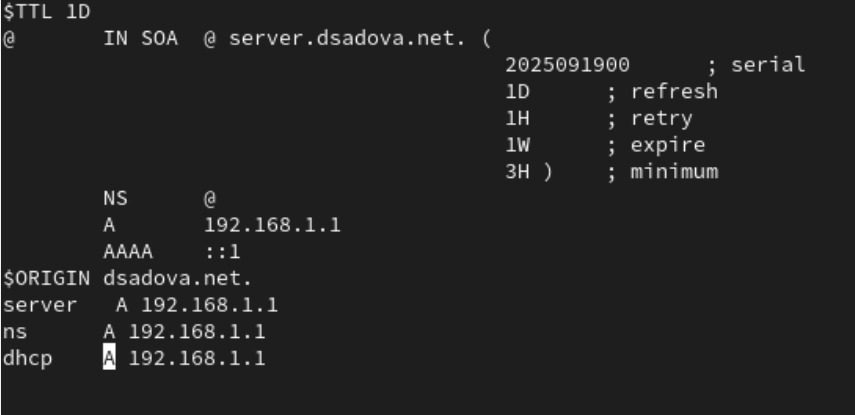 $TTL 1D
@ IN SOA @ server.dsadova.net. (
2025091900 ; serial
1D ; refresh
1H ; retry
1W ; expire
3H ) ; minimum
NS @
A 192.168.1.1
AAAA ::1
$ORIGIN dsadova.net.
server A 192.168.1.1
ns A 192.168.1.1
dhcp A 192.168.1.1